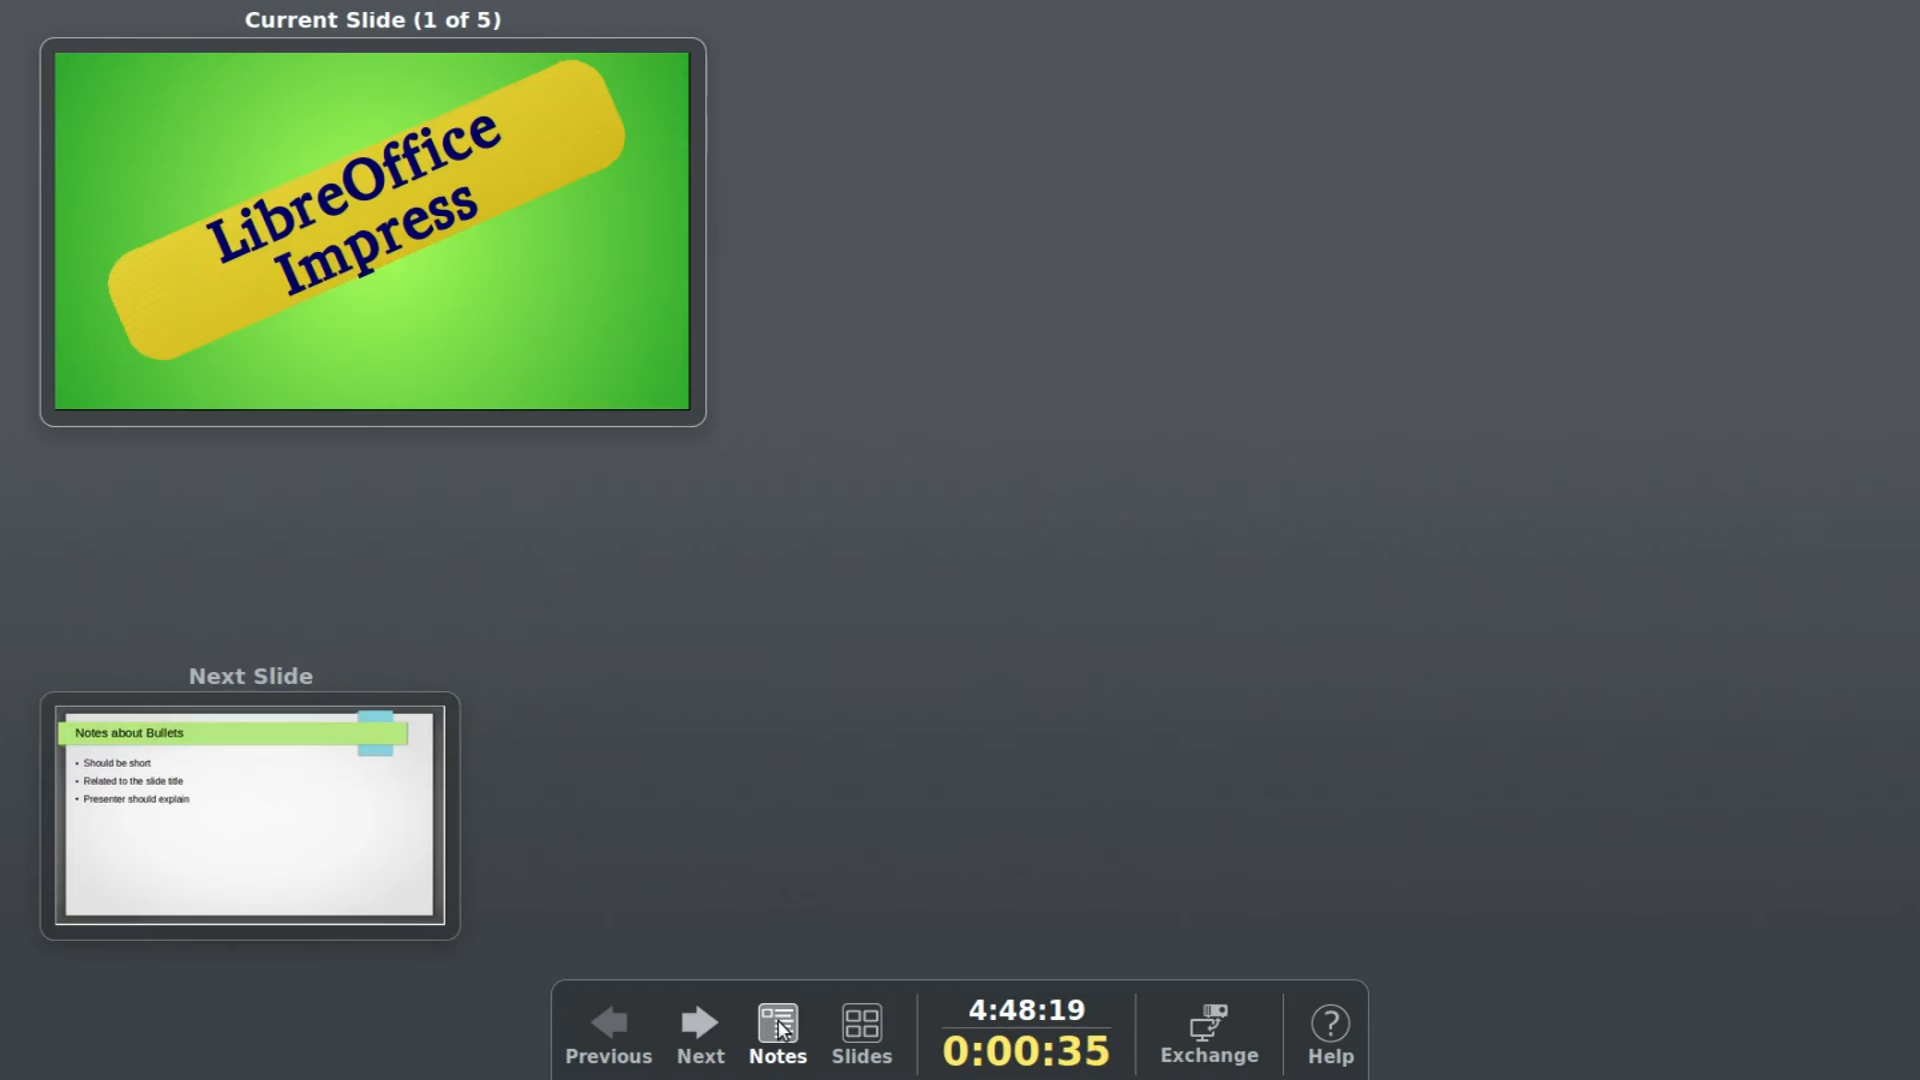 Current Slide (1 of 5)
LibreOffice
Impress
Next Slide
Notes about Bullets
• Should be short
• Related to the slide title
• Presenter should explain
Previous
Next
Notes
Slides
4:48:19
0:00:35
Exchange
?
Help